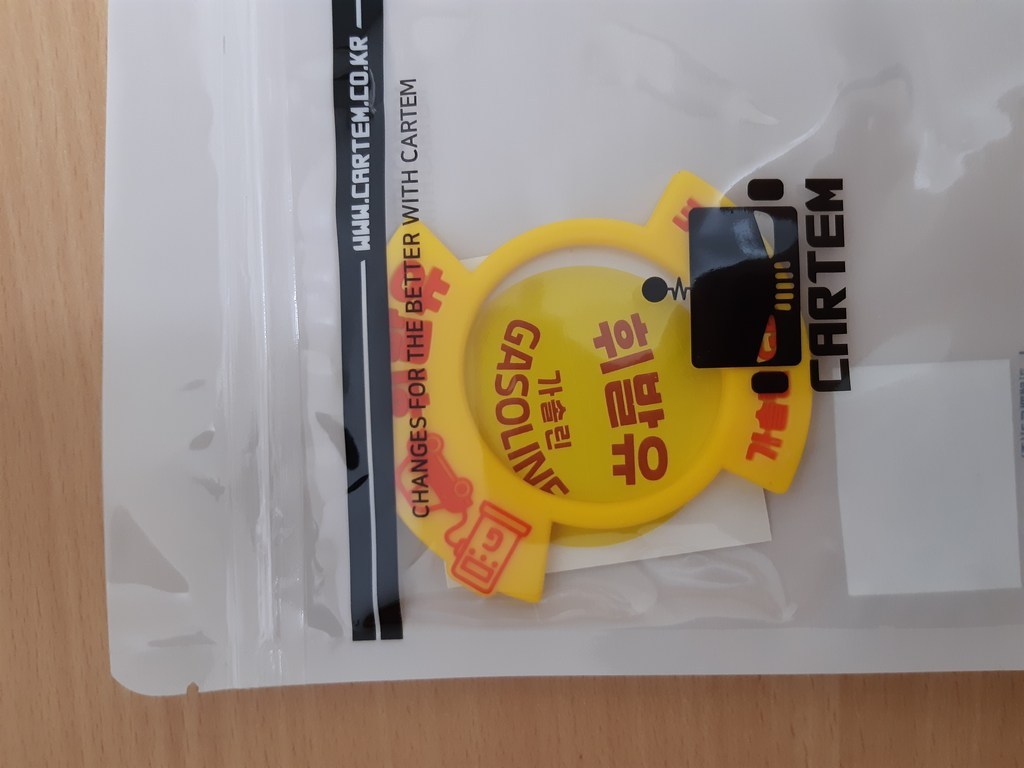 WWW.CARTEM.CO.KR
CHANGES FOR THE BETTER WITH CARTEM
GASOLINE
가솔린
휘발유
CARTEM